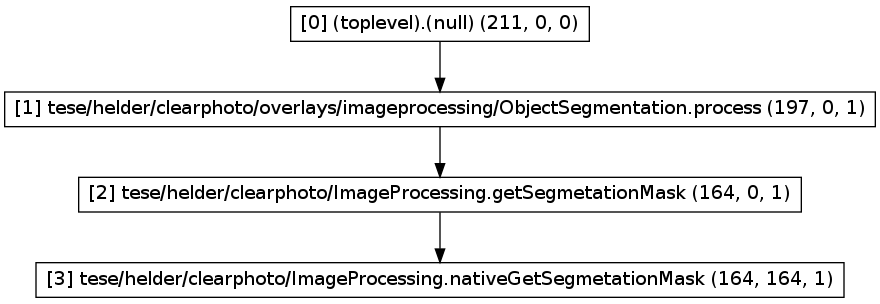 [0] (toplevel).(null) (211, 0, 0)
[1] tese/helder/clearphoto/overlays/imageprocessing/ObjectSegmentation.process (197, 0, 1)
[2] tese/helder/clearphoto/ImageProcessing.getSegmetationMask (164, 0, 1)
[3] tese/helder/clearphoto/ImageProcessing.nativeGetSegmetationMask (164, 164, 1)